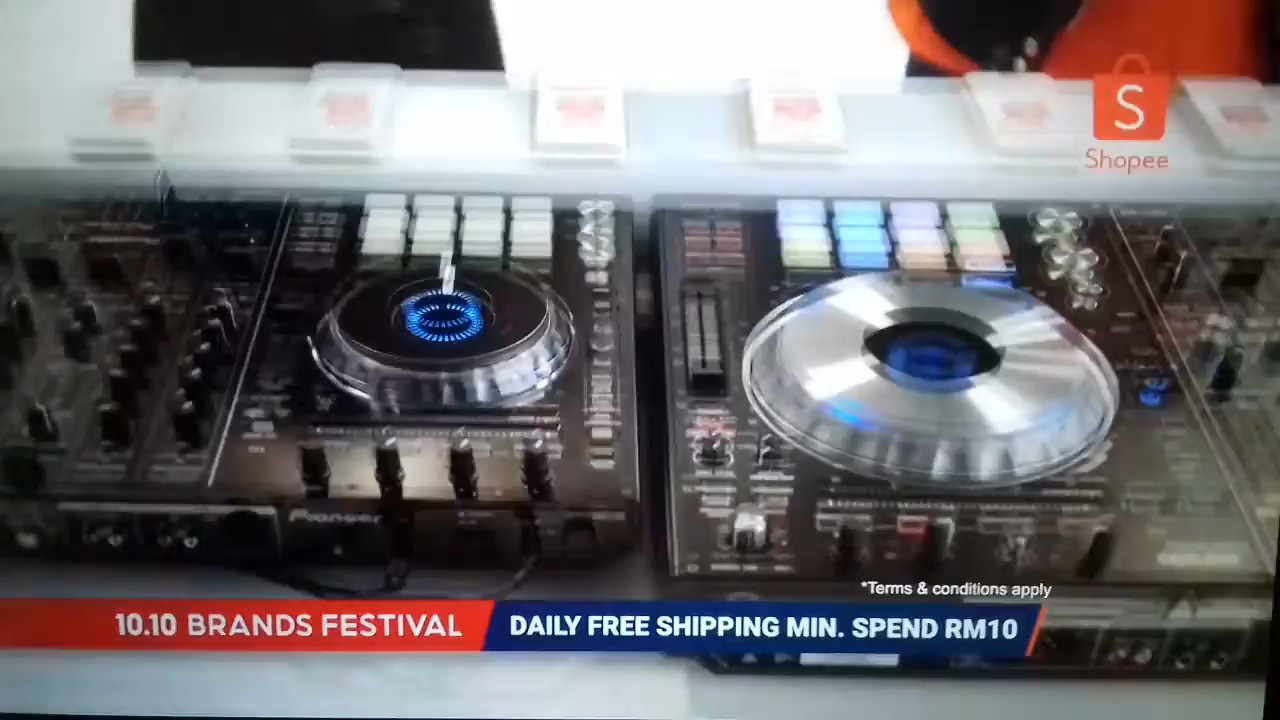 S
Shopee
Pioneer
*Terms & conditions apply
10.10 BRANDS FESTIVAL
DAILY FREE SHIPPING MIN. SPEND RM10